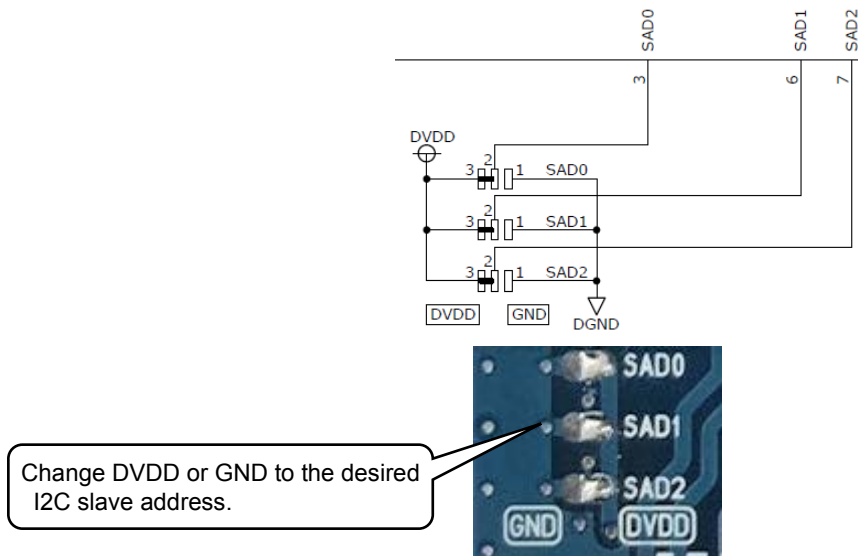 SAD0
SAD1
SAD2
3
6
7
DVDD
2
3
1 SAD0
2
3
1 SAD1
2
3
1 SAD2
DVDD
GND
DGND
SAD0
SAD1
SAD2
GND
DVDD
Change DVDD or GND to the desired
I2C slave address.